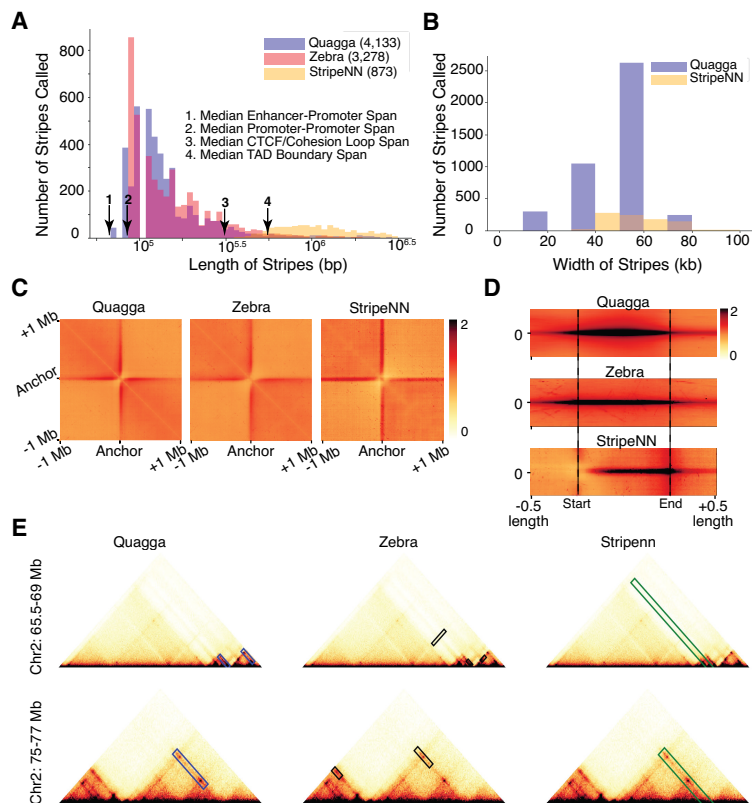 A
Number of Stripes Called
800
600
400
200
0
Quagga (4,133)
Zebra (3,278)
StripeNN (873)
1. Median Enhancer-Promoter Span
2. Median Promoter-Promoter Span
3. Median CTCF/Cohesion Loop Span
4. Median TAD Boundary Span
1 2 3 4
10^5 10^5.5 10^6 10^6.5
Length of Stripes (bp)
B
Number of Stripes Called
2500
2000
1500
1000
500
0
Quagga
StripeNN
0 20 40 60 80 100
Width of Stripes (kb)
C
Quagga Zebra StripeNN
+1 Mb
Anchor
-1 Mb
-1 Mb Anchor +1 Mb
-1 Mb Anchor +1 Mb
-1 Mb Anchor +1 Mb
2
0
D
Quagga
0
2
0
Zebra
0
StripeNN
0
-0.5 length
Start
End
+0.5 length
E
Quagga Zebra Stripenn
Chr2: 65.5-69 Mb
Chr2: 75-77 Mb